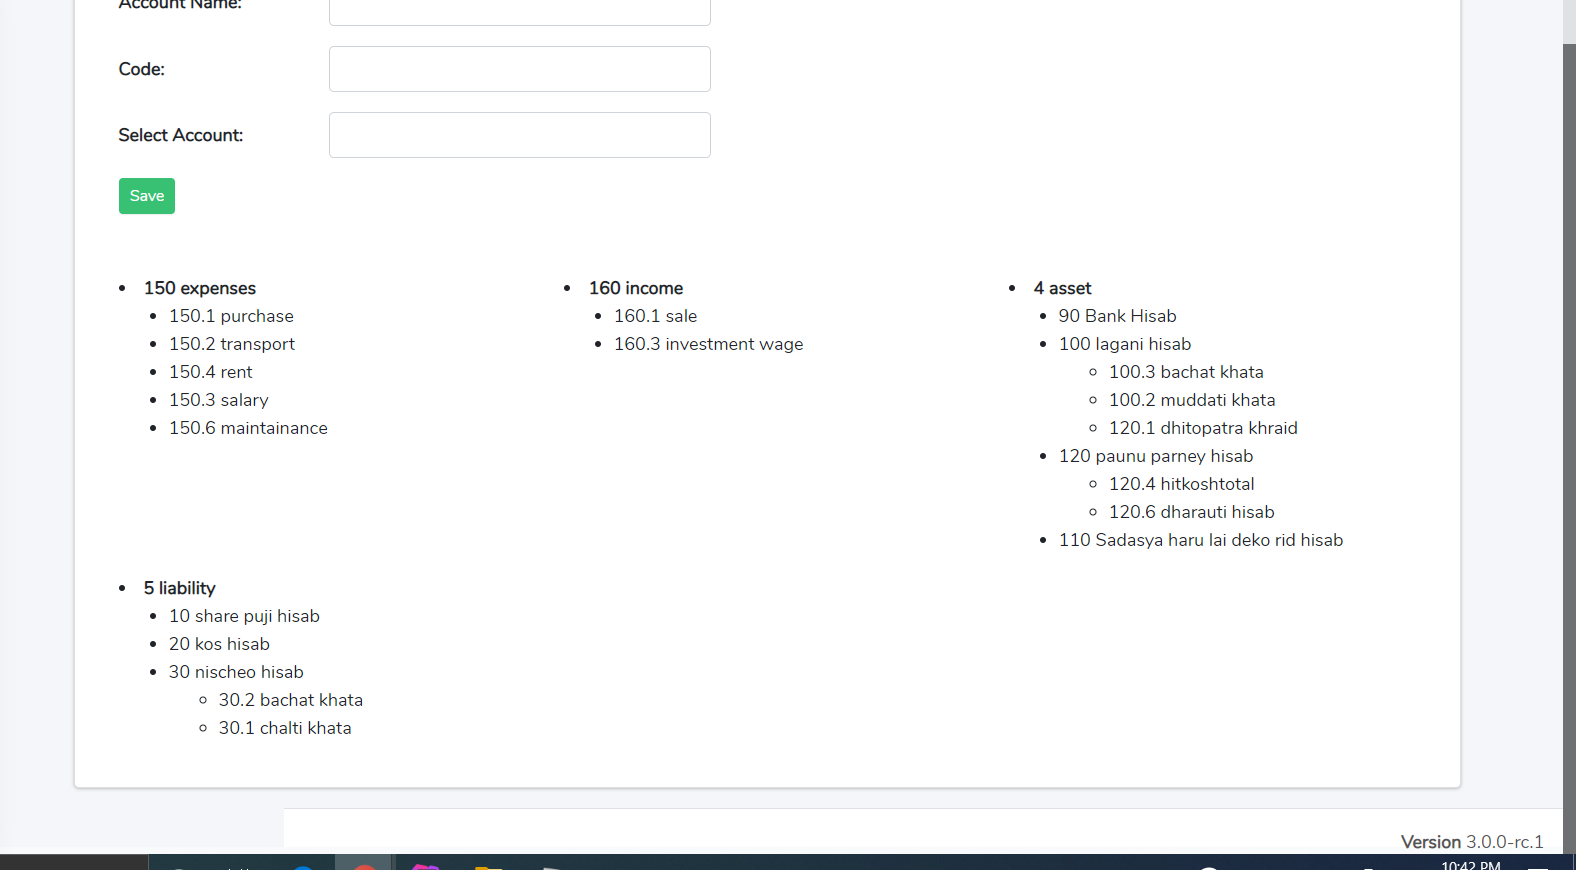 Account Name:
Code:
Select Account:
Save
150 expenses
150.1 purchase
150.2 transport
150.4 rent
150.3 salary
150.6 maintainance
160 income
160.1 sale
160.3 investment wage
4 asset
90 Bank Hisab
100 lagani hisab
100.3 bachat khata
100.2 muddati khata
120.1 dhitopatra khraid
120 paunu parney hisab
120.4 hitkoshtotal
120.6 dharauti hisab
110 Sadasya haru lai deko rid hisab
5 liability
10 share puji hisab
20 kos hisab
30 nischeo hisab
30.2 bachat khata
30.1 chalti khata
Version 3.0.0-rc.1
10:42 PM